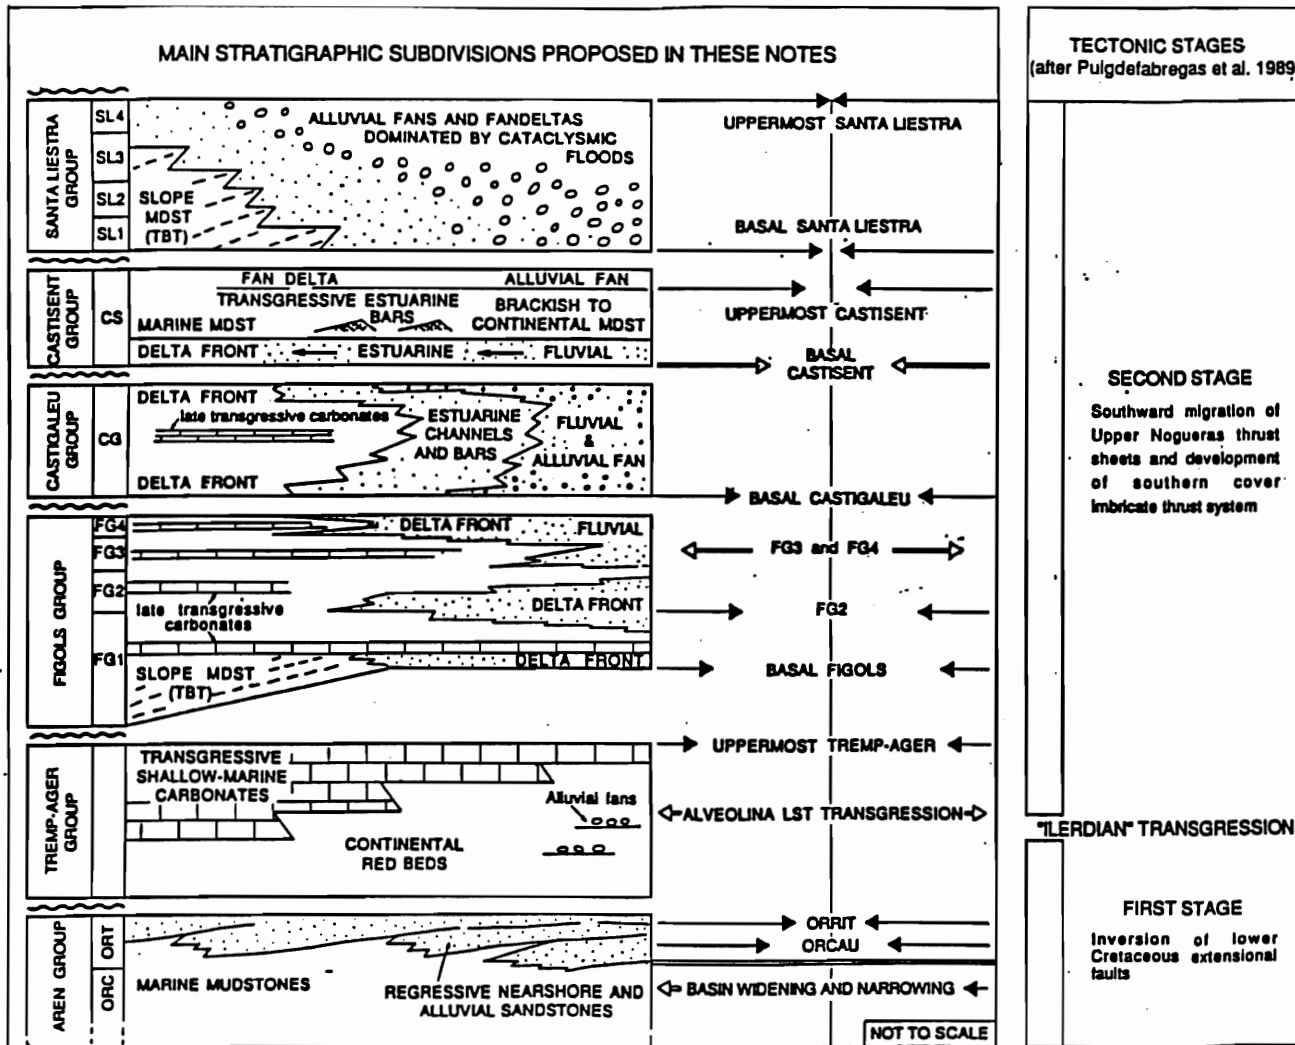 MAIN STRATIGRAPHIC SUBDIVISIONS PROPOSED IN THESE NOTES
TECTONIC STAGES
(after Puigdefabregas et al. 1989
SANTA LIESTRA
GROUP
SL4
SL3
SL2
SL1
ALLUVIAL FANS AND FANDELTAS
DOMINATED BY CATACLYSMIC
FLOODS
SLOPE
MDST
(TBT)
UPPERMOST SANTA LIESTRA
BASAL SANTA LIESTRA
CASTISENT
GROUP
CS
FAN DELTA
ALLUVIAL FAN
TRANSGRESSIVE ESTUARINE
BARS
MARINE MDST
BRACKISH TO
CONTINENTAL MDST
DELTA FRONT
ESTUARINE
FLUVIAL
UPPERMOST CASTISENT
BASAL
CASTISENT
CASTIGALEU
GROUP
CG
DELTA FRONT
late transgressive carbonates
ESTUARINE
CHANNELS
AND BARS
FLUVIAL
&
ALLUVIAL FAN
DELTA FRONT
BASAL CASTIGALEU
FIGOLS GROUP
FG4
FG3
FG2
FG1
DELTA FRONT
FLUVIAL
late transgressive
carbonates
DELTA FRONT
DELTA FRONT
SLOPE MDST
(TBT)
FG3 and FG4
FG2
BASAL FIGOLS
TREMP-AGER
GROUP
TRANSGRESSIVE
SHALLOW-MARINE
CARBONATES
Alluvial fans
CONTINENTAL
RED BEDS
UPPERMOST TREMP-AGER
ALVEOLINA LST TRANSGRESSION
AREN GROUP
ORT
ORC
MARINE MUDSTONES
REGRESSIVE NEARSHORE AND
ALLUVIAL SANDSTONES
ORRIT
ORCAU
BASIN WIDENING AND NARROWING
NOT TO SCALE
SECOND STAGE
Southward migration of
Upper Nogueras thrust
sheets and development
of southern cover
imbricate thrust system
"ILERDIAN" TRANSGRESSION
FIRST STAGE
Inversion of lower
Cretaceous extensional
faults